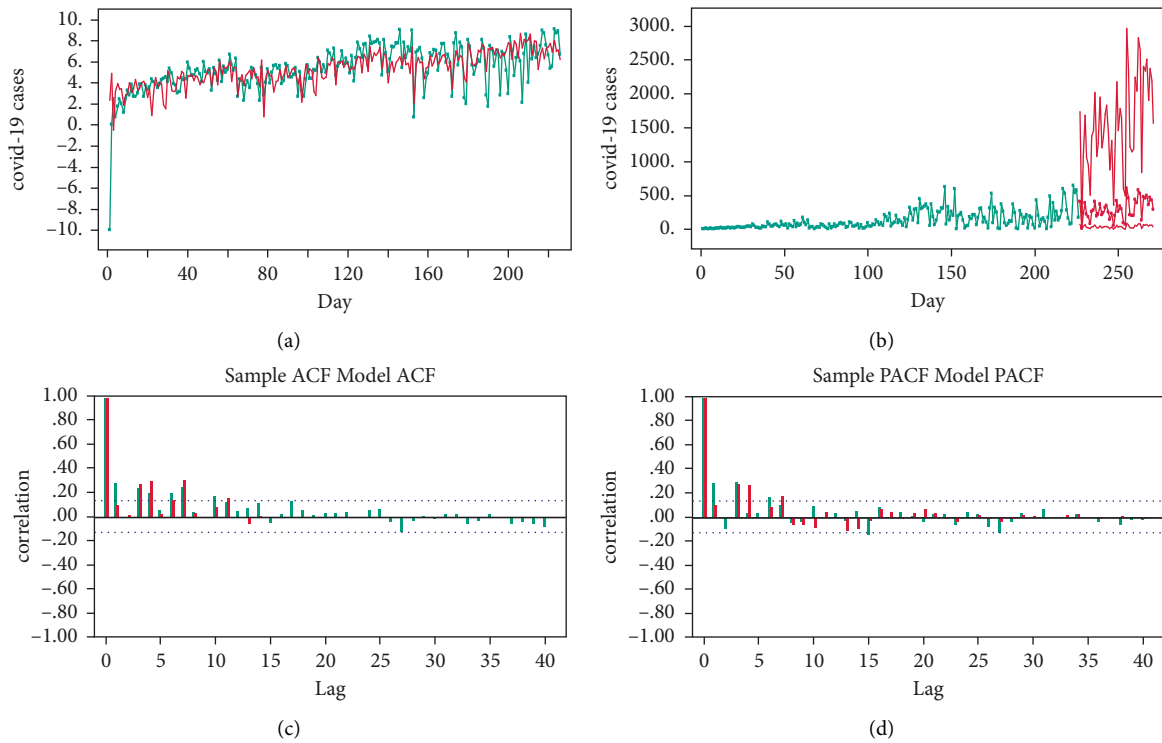 10.
8.
6.
4.
2.
0.
−2.
−4.
−6.
−8.
−10.
covid-19 cases
0 40 80 120 160 200
Day
(a)
3000.
2500.
2000.
1500.
1000.
500.
0.
covid-19 cases
0 50 100 150 200 250
Day
(b)
Sample ACF Model ACF
1.00
.80
.60
.40
.20
.00
−.20
−.40
−.60
−.80
−1.00
correlation
0 5 10 15 20 25 30 35 40
Lag
(c)
Sample PACF Model PACF
1.00
.80
.60
.40
.20
.00
−.20
−.40
−.60
−.80
−1.00
correlation
0 5 10 15 20 25 30 35 40
Lag
(d)